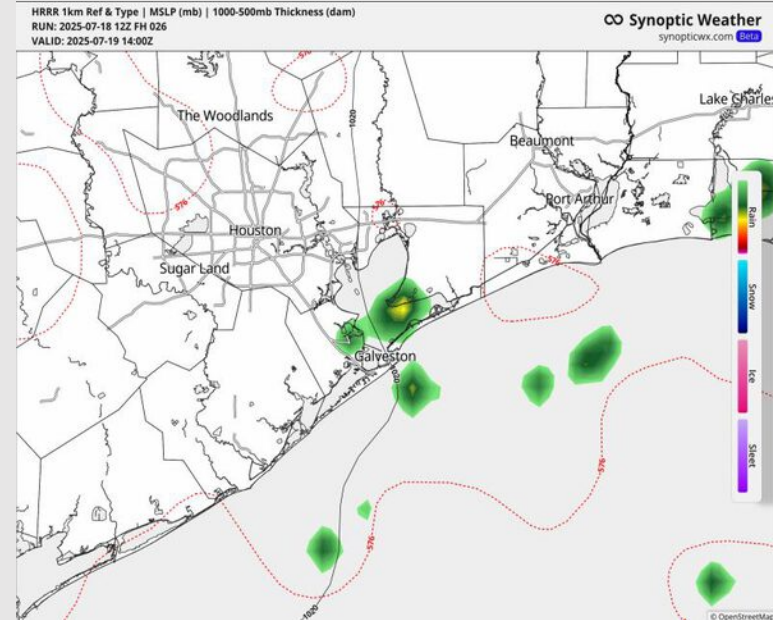 HRRR 1km Ref & Type | MSLP (mb) | 1000-500mb Thickness (dam)
RUN: 2025-07-18 12Z FH 026
VALID: 2025-07-19 14:00Z
Synoptic Weather
synopticwx.com Beta
The Woodlands
1020
Lake Charles
Beaumont
576
576
Port Arthur
Houston
Rain
Sugar Land
576
Snow
Galveston
1020
Ice
Sleet
576
576
1020
© OpenStreetMap